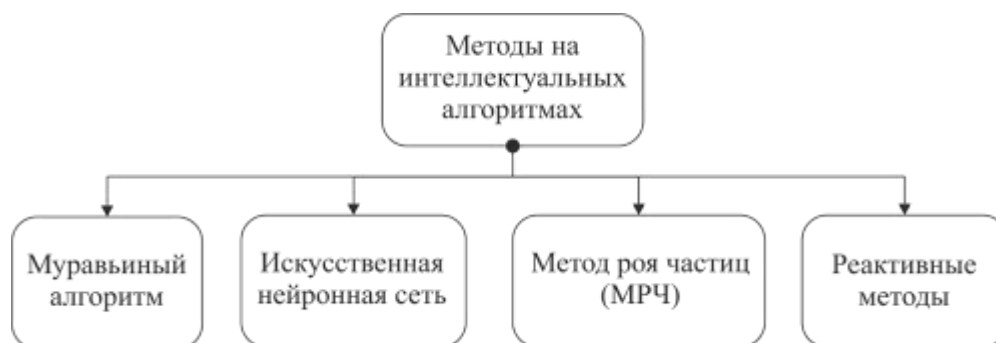 Методы на
интеллектуальных
алгоритмах
Муравьиный
алгоритм
Искусственная
нейронная сеть
Метод роя частиц
(МРЧ)
Реактивные
методы